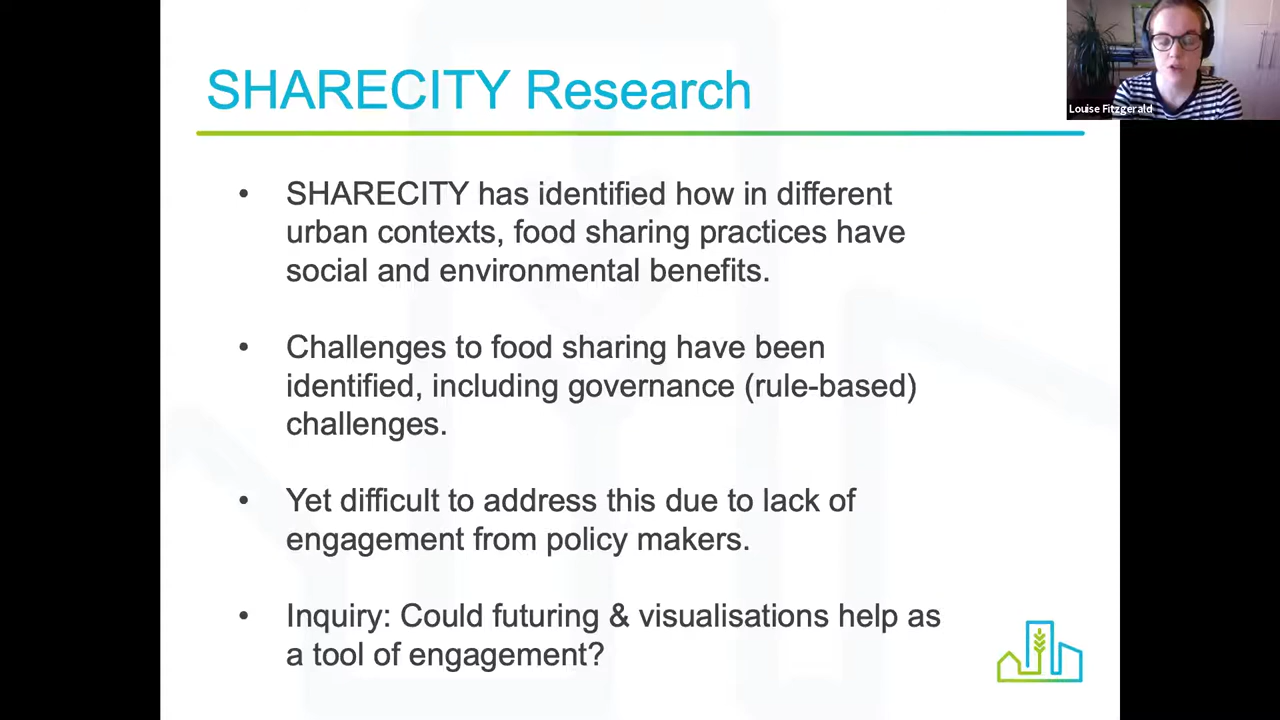 SHARECITY Research
Louise Fitzgerald
• SHARECITY has identified how in different
urban contexts, food sharing practices have
social and environmental benefits.
• Challenges to food sharing have been
identified, including governance (rule-based)
challenges.
• Yet difficult to address this due to lack of
engagement from policy makers.
• Inquiry: Could futuring & visualisations help as
a tool of engagement?